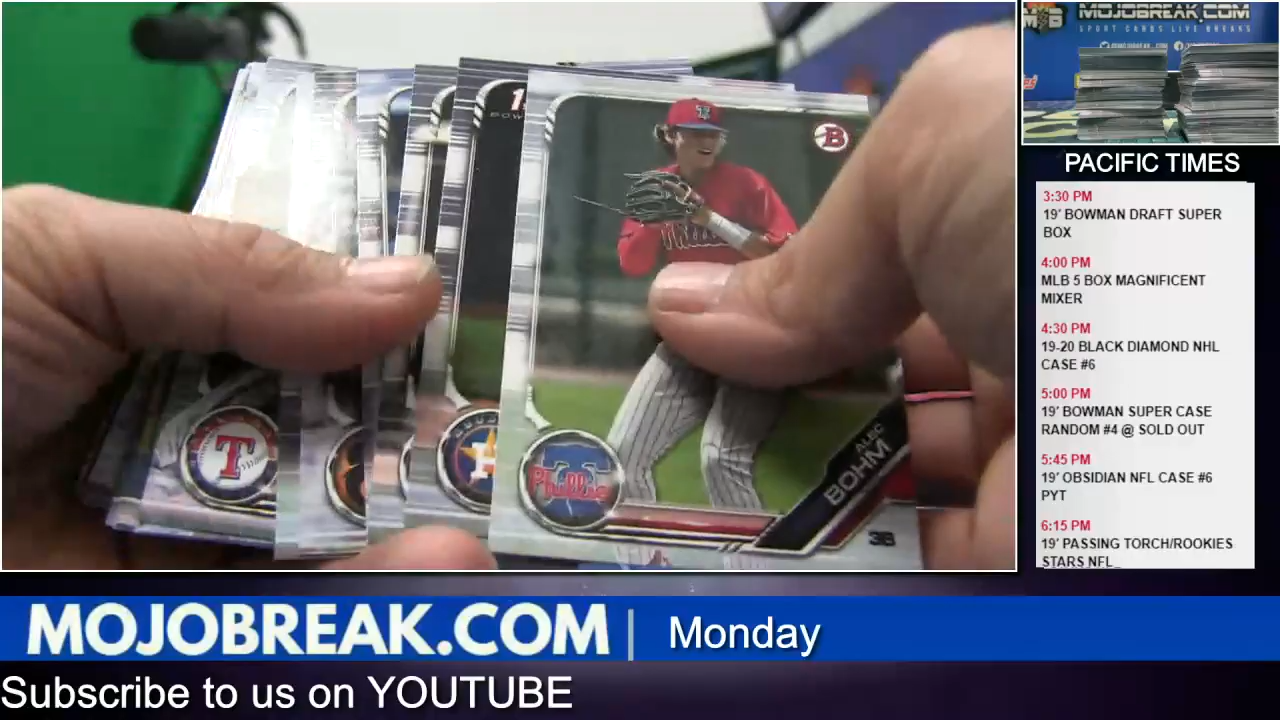 MOJOBREAK.COM
SPORT CARDS LIVE BREAKS
PACIFIC TIMES
3:30 PM
19' BOWMAN DRAFT SUPER
BOX
4:00 PM
MLB 5 BOX MAGNIFICENT
MIXER
4:30 PM
19-20 BLACK DIAMOND NHL
CASE #6
5:00 PM
19' BOWMAN SUPER CASE
RANDOM #4 @ SOLD OUT
5:45 PM
19' OBSIDIAN NFL CASE #6
PYT
6:15 PM
19' PASSING TORCH/ROOKIES
STARS NFL_
B
T
H
Phillies
ALEC
BOHM
3B
MOJOBREAK.COM | Monday
Subscribe to us on YOUTUBE